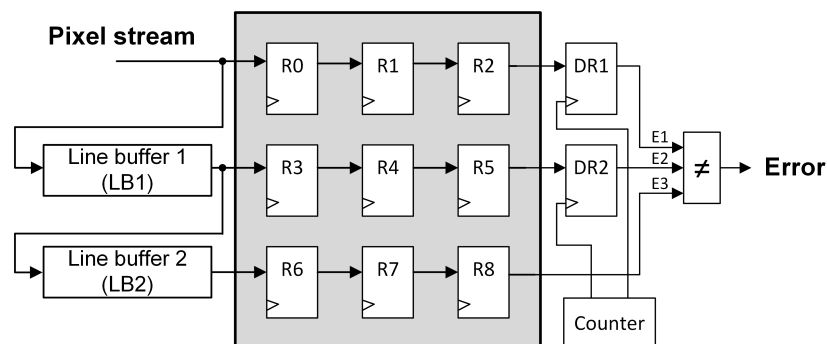 Pixel stream
R0
R1
R2
DR1
E1
Line buffer 1
(LB1)
R3
R4
R5
DR2
E2
≠
Error
E3
Line buffer 2
(LB2)
R6
R7
R8
Counter